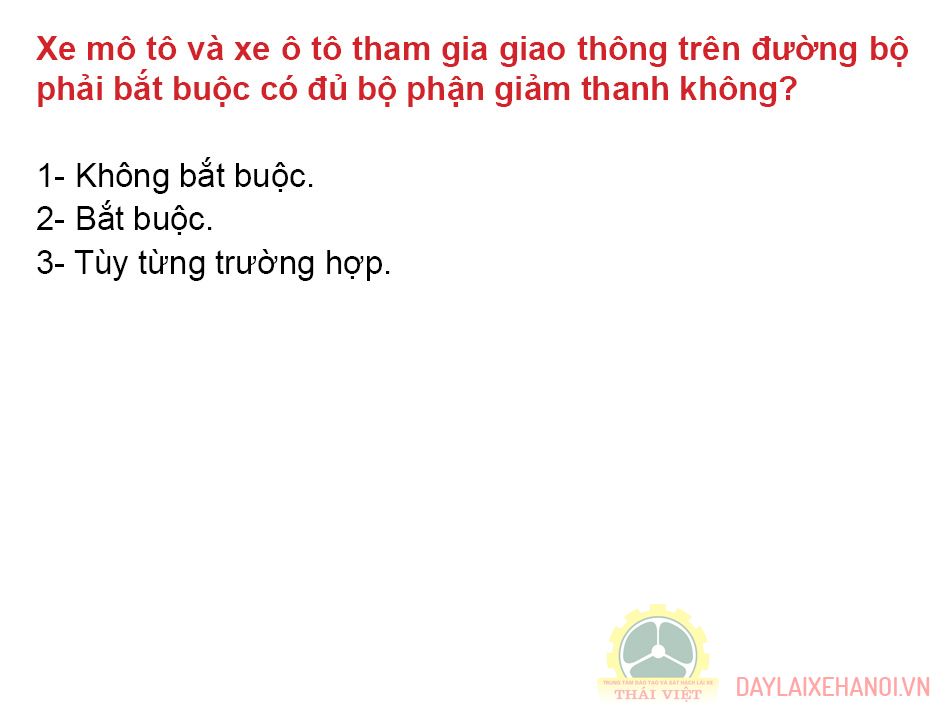 Xe mô tô và xe ô tô tham gia giao thông trên đường bộ
phải bắt buộc có đủ bộ phận giảm thanh không?
1- Không bắt buộc.
2- Bắt buộc.
3- Tùy từng trường hợp.
TRUNG TÂM ĐÀO TẠO VÀ SÁT HẠCH LÁI XE
THÁI VIỆT
DAYLAIXEHANOI.VN